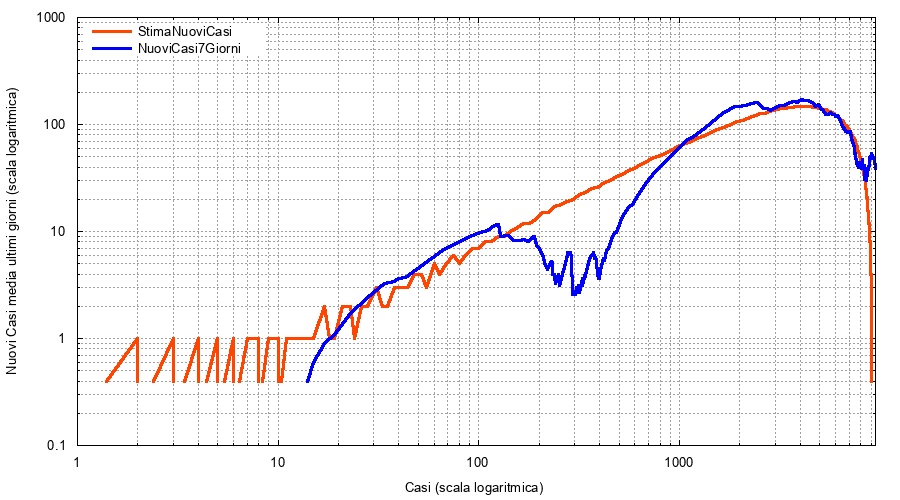 1000
StimaNuoviCasi
NuoviCasi7Giorni
100
10
1
0.1
Nuovi Casi media ultimi giorni (scala logaritmica)
1 10 100 1000
Casi (scala logaritmica)